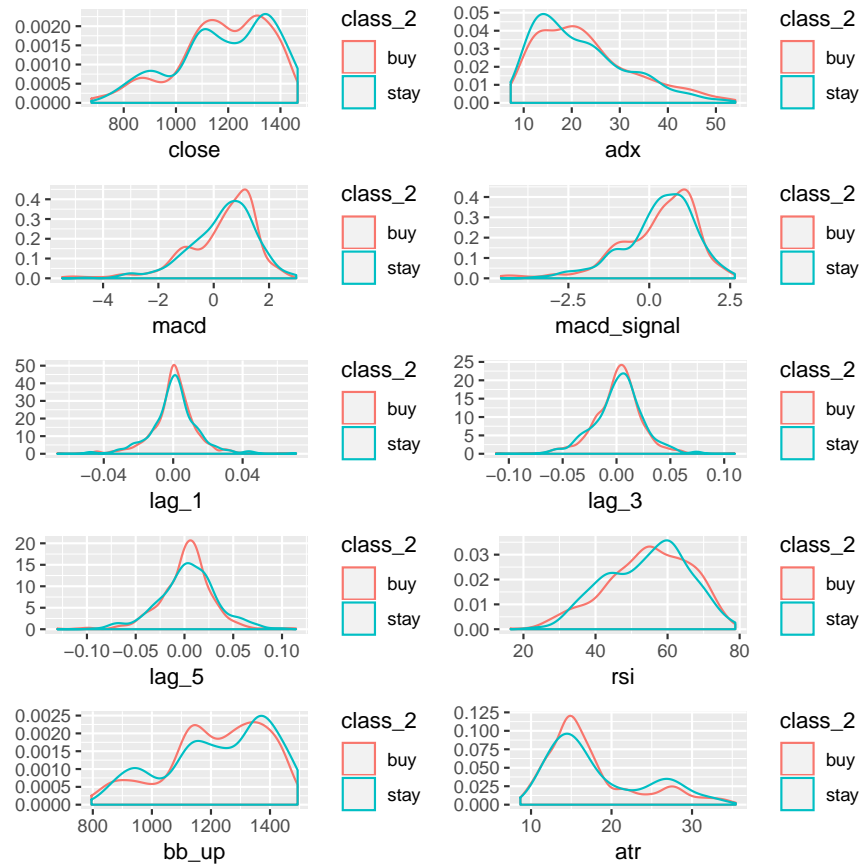 0.0020
0.0015
0.0010
0.0005
0.0000
800 1000 1200 1400
close
class_2
buy
stay
0.05
0.04
0.03
0.02
0.01
0.00
10 20 30 40 50
adx
class_2
buy
stay
0.4
0.3
0.2
0.1
0.0
−4 −2 0 2
macd
class_2
buy
stay
0.4
0.3
0.2
0.1
0.0
−2.5 0.0 2.5
macd_signal
class_2
buy
stay
50
40
30
20
10
0
−0.04 0.00 0.04
lag_1
class_2
buy
stay
25
20
15
10
5
0
−0.10 −0.05 0.00 0.05 0.10
lag_3
class_2
buy
stay
20
15
10
5
0
−0.10 −0.05 0.00 0.05 0.10
lag_5
class_2
buy
stay
0.03
0.02
0.01
0.00
20 40 60 80
rsi
class_2
buy
stay
0.0025
0.0020
0.0015
0.0010
0.0005
0.0000
800 1000 1200 1400
bb_up
class_2
buy
stay
0.125
0.100
0.075
0.050
0.025
0.000
10 20 30
atr
class_2
buy
stay